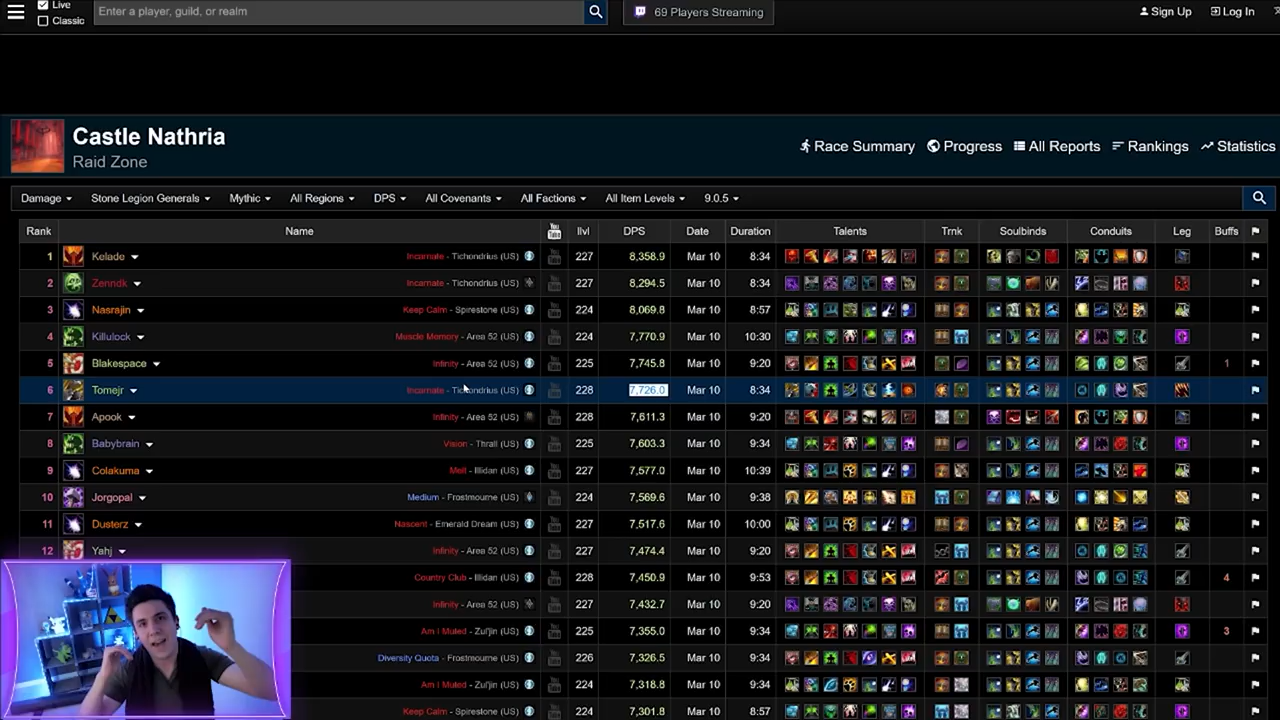 Live
Classic
Enter a player, guild, or realm
69 Players Streaming
Sign Up
Log In
Castle Nathria
Raid Zone
Race Summary Progress All Reports Rankings Statistics
Damage Stone Legion Generals Mythic All Regions DPS All Covenants All Factions All Item Levels 9.0.5
Rank Name You Tube Ilvl DPS Date Duration Talents Trnk Soulbinds Conduits Leg Buffs
1 Kelade Incarnate - Tichondrius (US) 227 8,358.9 Mar 10 8:34
2 Zenndk Incarnate - Tichondrius (US) 227 8,294.5 Mar 10 8:34
3 Nasrajin Keep Calm - Spirestone (US) 224 8,069.8 Mar 10 8:57
4 Killulock Muscle Memory - Area 52 (US) 224 7,770.9 Mar 10 10:30
5 Blakespace Infinity - Area 52 (US) 225 7,745.8 Mar 10 9:20 1
6 Tomejr Incarnate - Tichondrius (US) 228 7,726.0 Mar 10 8:34
7 Apook Infinity - Area 52 (US) 228 7,611.3 Mar 10 9:20
8 Babybrain Vision - Thrall (US) 225 7,603.3 Mar 10 9:34
9 Colakuma Melt - Illidan (US) 227 7,577.0 Mar 10 10:39
10 Jorgopal Medium - Frostmourne (US) 224 7,569.6 Mar 10 9:38
11 Dusterz Nascent - Emerald Dream (US) 227 7,517.6 Mar 10 10:00
12 Yahj Infinity - Area 52 (US) 227 7,474.4 Mar 10 9:20
Country Club - Illidan (US) 228 7,450.9 Mar 10 9:53 4
Infinity - Area 52 (US) 224 7,432.7 Mar 10 9:20
Am I Muted - Zul'jin (US) 225 7,355.0 Mar 10 9:34 3
Diversity Quota - Frostmourne (US) 226 7,326.5 Mar 10 9:34
Am I Muted - Zul'jin (US) 224 7,318.8 Mar 10 9:34
Keep Calm - Spirestone (US) 224 7,301.8 Mar 10 8:57